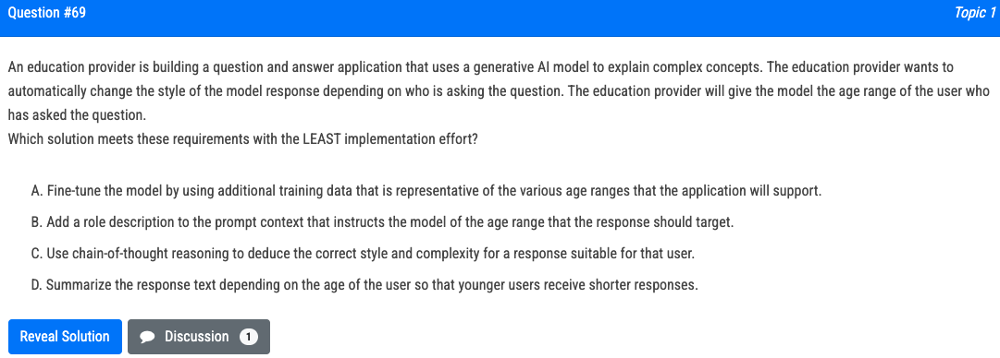 Question #69
Topic 1
An education provider is building a question and answer application that uses a generative AI model to explain complex concepts. The education provider wants to
automatically change the style of the model response depending on who is asking the question. The education provider will give the model the age range of the user who
has asked the question.
Which solution meets these requirements with the LEAST implementation effort?
A. Fine-tune the model by using additional training data that is representative of the various age ranges that the application will support.
B. Add a role description to the prompt context that instructs the model of the age range that the response should target.
C. Use chain-of-thought reasoning to deduce the correct style and complexity for a response suitable for that user.
D. Summarize the response text depending on the age of the user so that younger users receive shorter responses.
Reveal Solution
Discussion 1